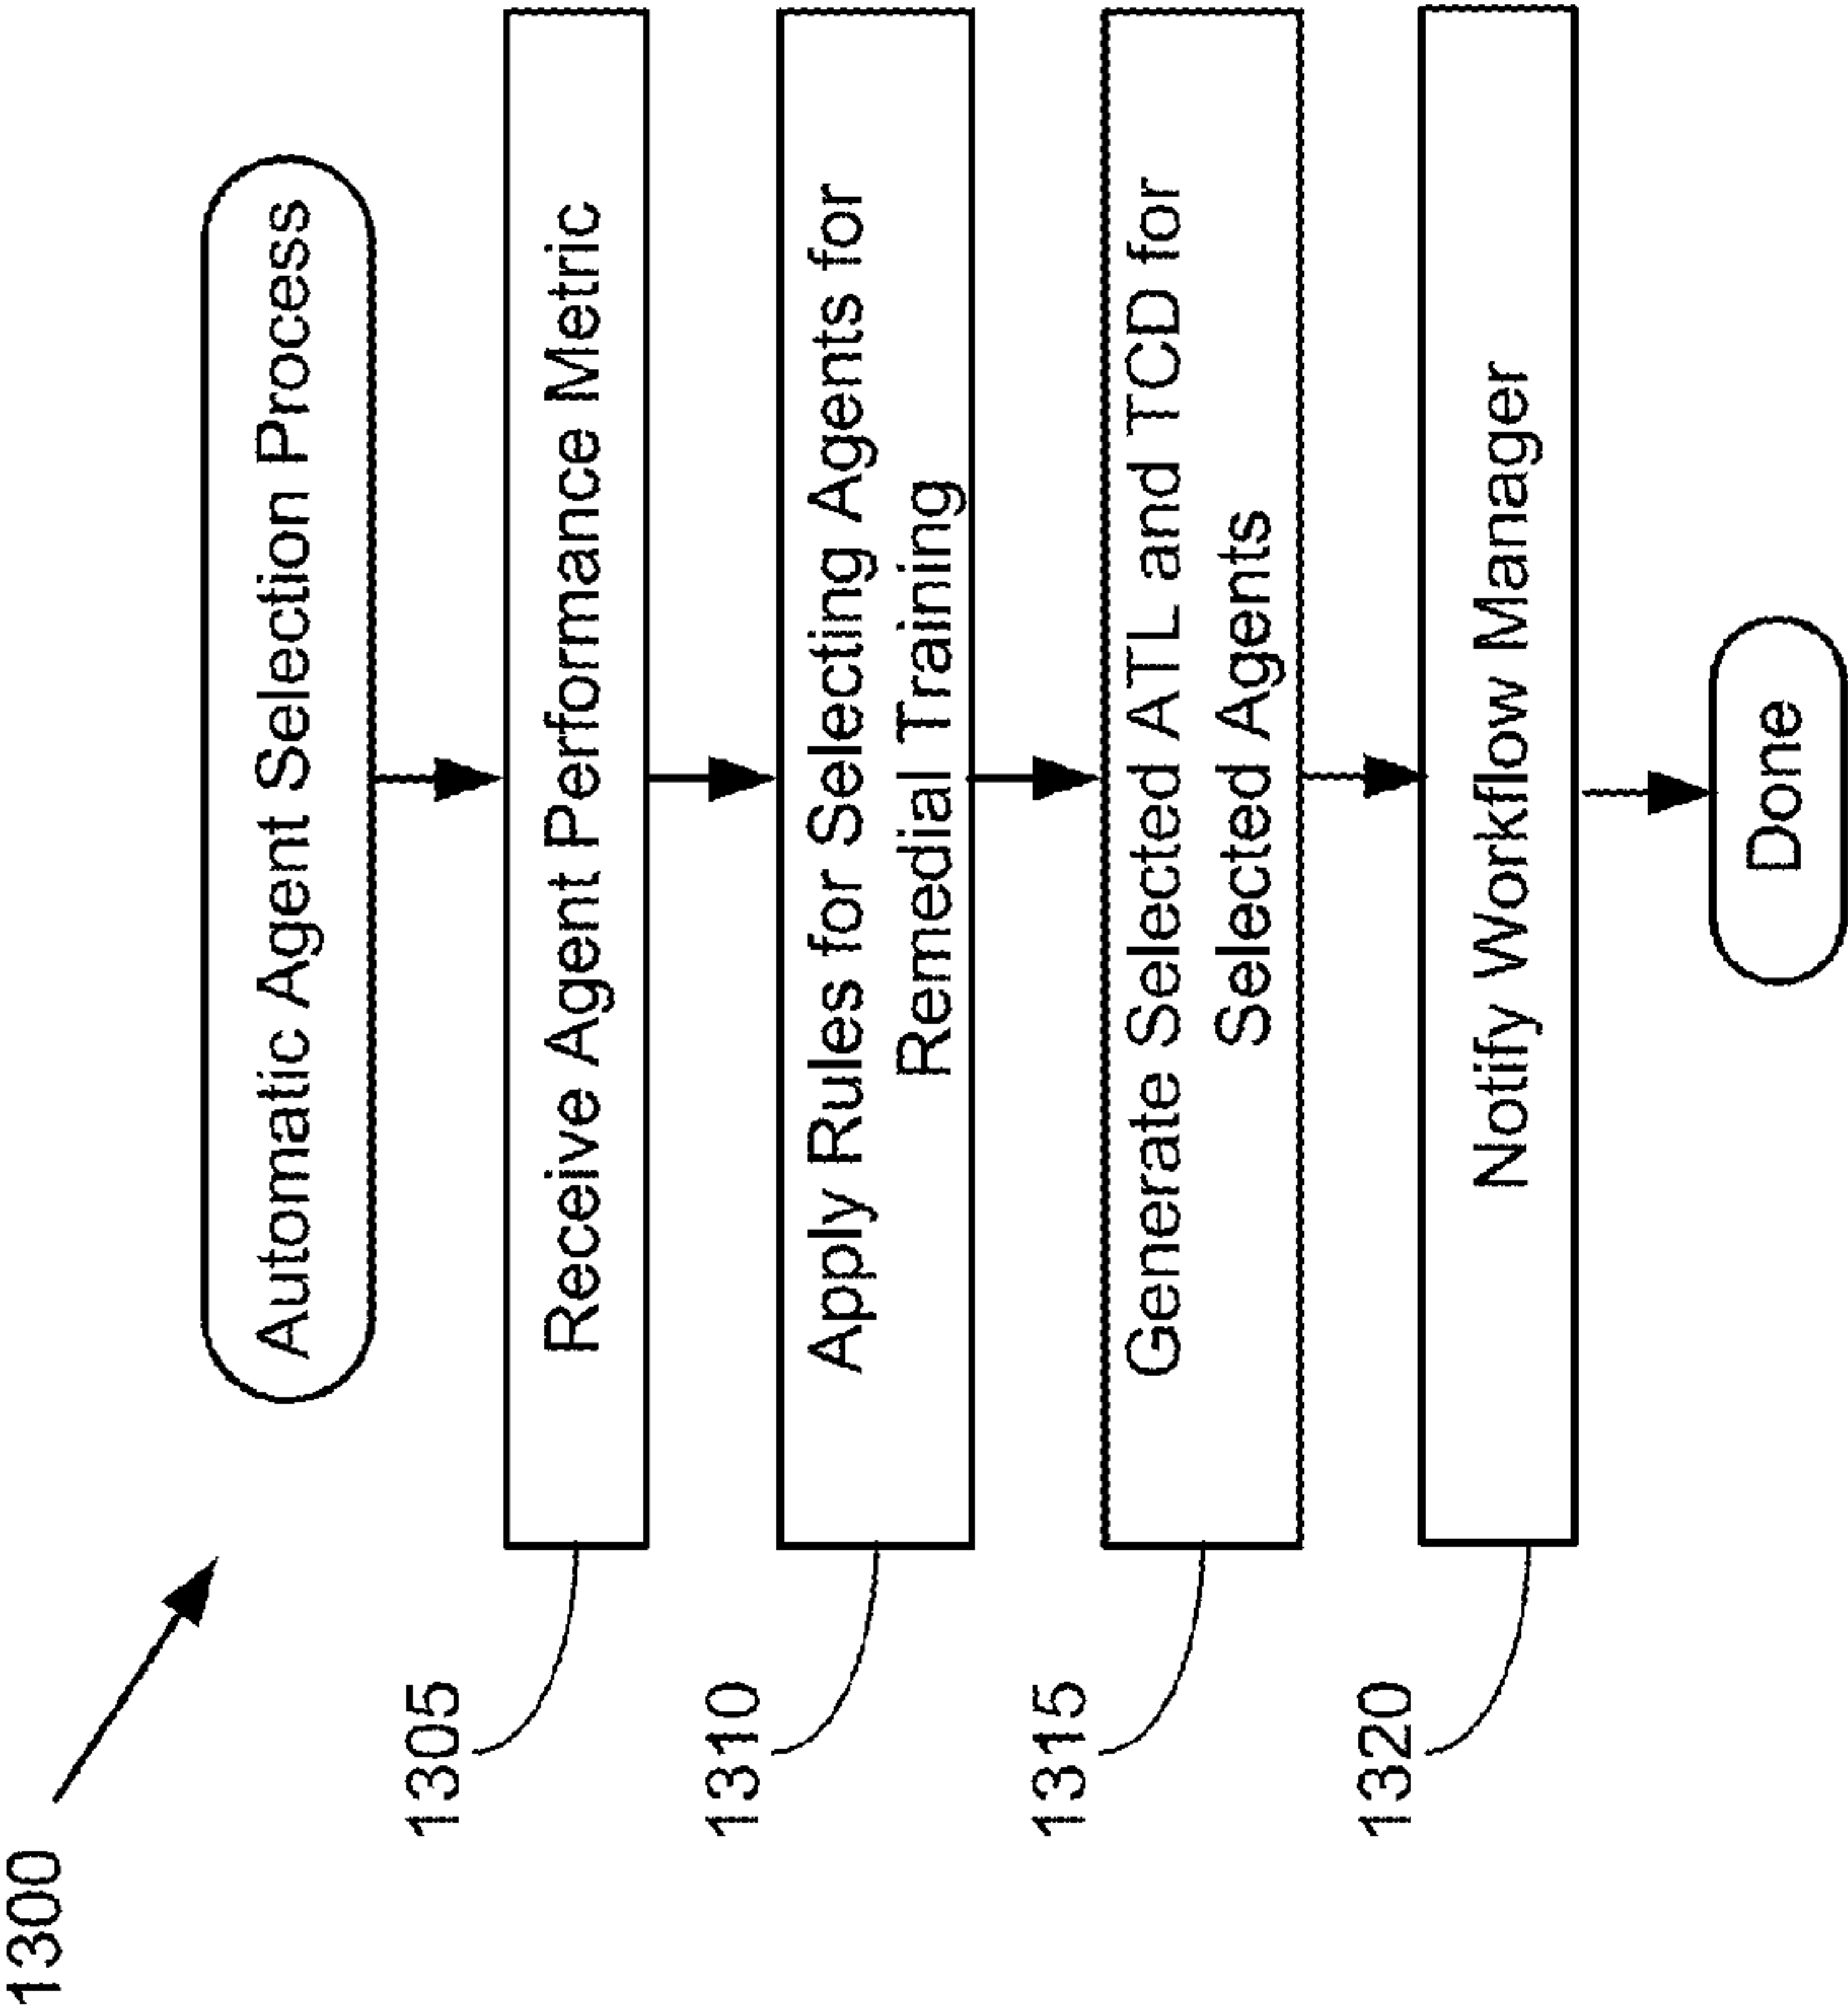 1300
Automatic Agent Selection Process
1305
Receive Agent Performance Metric
1310
Apply Rules for Selecting Agents for
Remedial Training
1315
Generate Selected ATL and TCD for
Selected Agents
1320
Notify Workflow Manager
Done